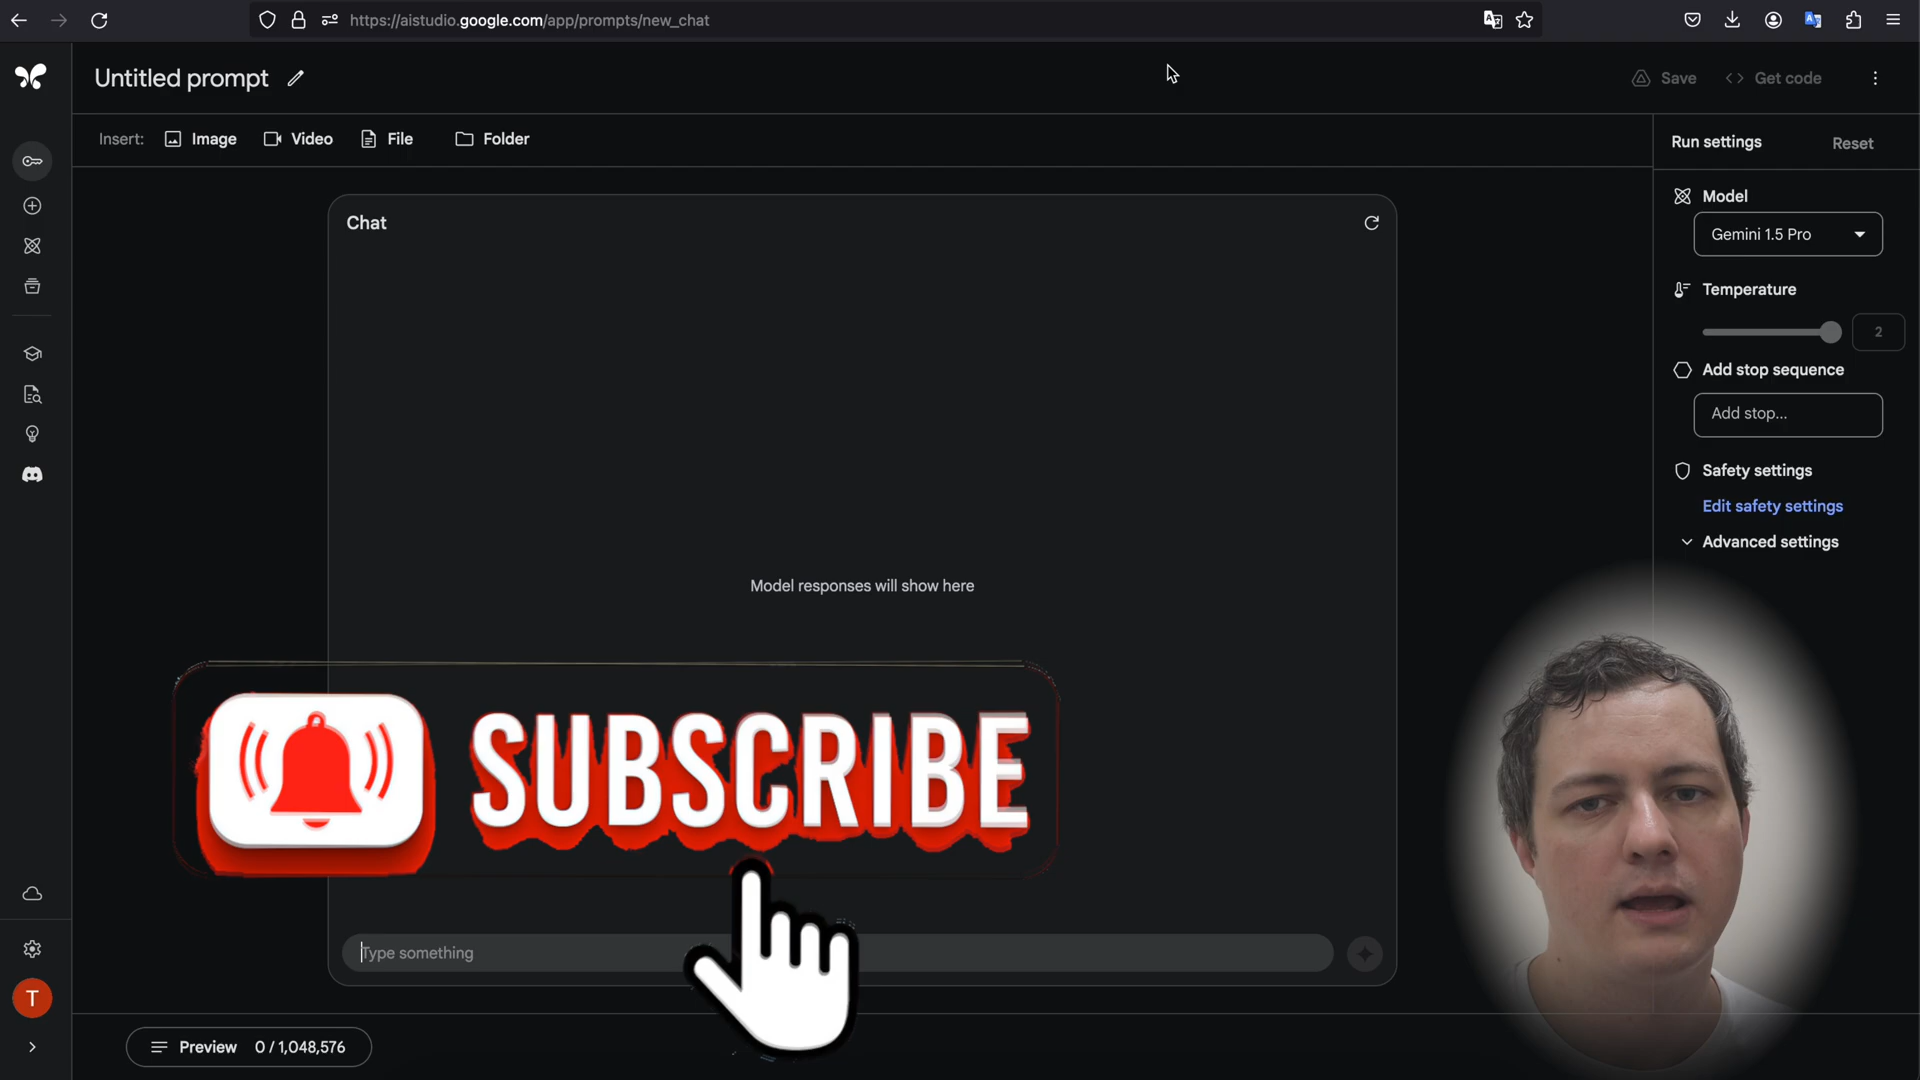 https://aistudio.google.com/app/prompts/new_chat
Untitled prompt
Save
Get code
Insert:
Image
Video
File
Folder
Run settings
Reset
Chat
Model
Gemini 1.5 Pro
Temperature
2
Add stop sequence
Add stop...
Safety settings
Edit safety settings
Advanced settings
Model responses will show here
SUBSCRIBE
Type something
T
Preview 0 / 1,048,576